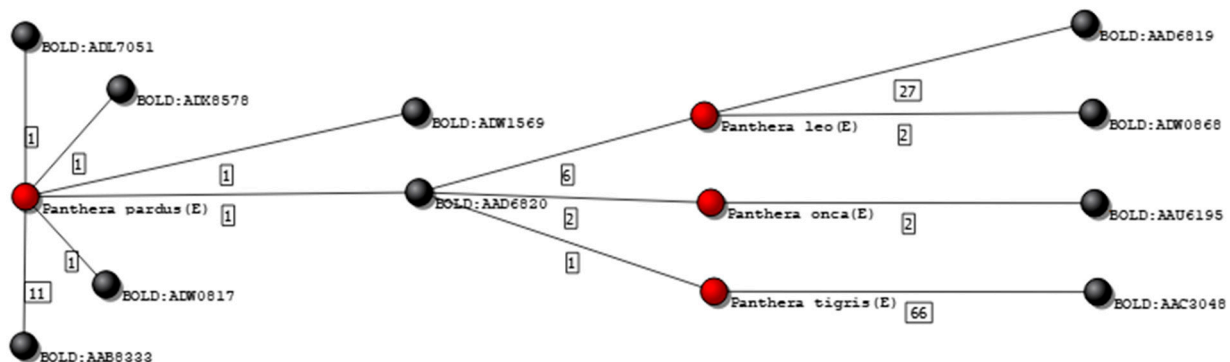 BOLD:ADL7051
BOLD:AAD6819
BOLD:ADX8578
27
BOLD:ADW1569
Panthera leo(E)
BOLD:ADW0868
1
1
1
6
2
Panthera pardus(E)
1
BOLD:AAD6820
2
Panthera onca(E)
2
BOLD:AAU6195
1
1
11
BOLD:ADW0817
Panthera tigris(E)
66
BOLD:AAC3048
BOLD:AAB8333